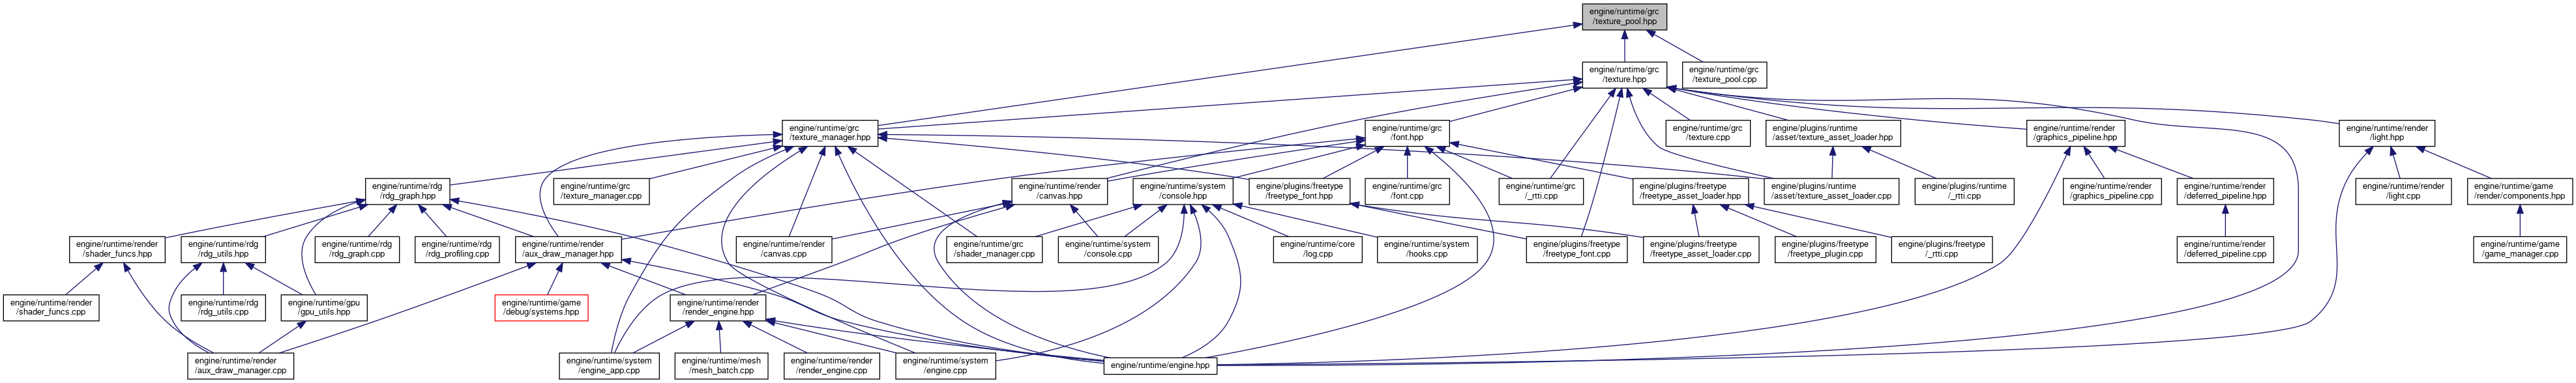 engine/runtime/grc
/texture_pool.hpp
engine/runtime/grc
/texture.hpp
engine/runtime/grc
/texture_pool.cpp
engine/runtime/grc
/texture_manager.hpp
engine/runtime/grc
/font.hpp
engine/runtime/grc
/texture.cpp
engine/plugins/runtime
/asset/texture_asset_loader.hpp
engine/runtime/render
/graphics_pipeline.hpp
engine/runtime/render
/light.hpp
engine/runtime/rdg
/rdg_graph.hpp
engine/runtime/grc
/texture_manager.cpp
engine/runtime/render
/canvas.hpp
engine/runtime/system
/console.hpp
engine/plugins/freetype
/freetype_font.hpp
engine/runtime/grc
/font.cpp
engine/runtime/grc
/_rtti.cpp
engine/plugins/freetype
/freetype_asset_loader.hpp
engine/plugins/runtime
/asset/texture_asset_loader.cpp
engine/plugins/runtime
/_rtti.cpp
engine/runtime/render
/graphics_pipeline.cpp
engine/runtime/render
/deferred_pipeline.hpp
engine/runtime/render
/light.cpp
engine/runtime/game
/render/components.hpp
engine/runtime/render
/shader_funcs.hpp
engine/runtime/rdg
/rdg_utils.hpp
engine/runtime/rdg
/rdg_graph.cpp
engine/runtime/rdg
/rdg_profiling.cpp
engine/runtime/render
/aux_draw_manager.hpp
engine/runtime/render
/canvas.cpp
engine/runtime/grc
/shader_manager.cpp
engine/runtime/system
/console.cpp
engine/runtime/core
/log.cpp
engine/runtime/system
/hooks.cpp
engine/plugins/freetype
/freetype_font.cpp
engine/plugins/freetype
/freetype_asset_loader.cpp
engine/plugins/freetype
/freetype_plugin.cpp
engine/plugins/freetype
/_rtti.cpp
engine/runtime/render
/deferred_pipeline.cpp
engine/runtime/game
/game_manager.cpp
engine/runtime/render
/shader_funcs.cpp
engine/runtime/rdg
/rdg_utils.cpp
engine/runtime/gpu
/gpu_utils.hpp
engine/runtime/game
/debug/systems.hpp
engine/runtime/render
/render_engine.hpp
engine/runtime/render
/aux_draw_manager.cpp
engine/runtime/system
/engine_app.cpp
engine/runtime/mesh
/mesh_batch.cpp
engine/runtime/render
/render_engine.cpp
engine/runtime/system
/engine.cpp
engine/runtime/engine.hpp